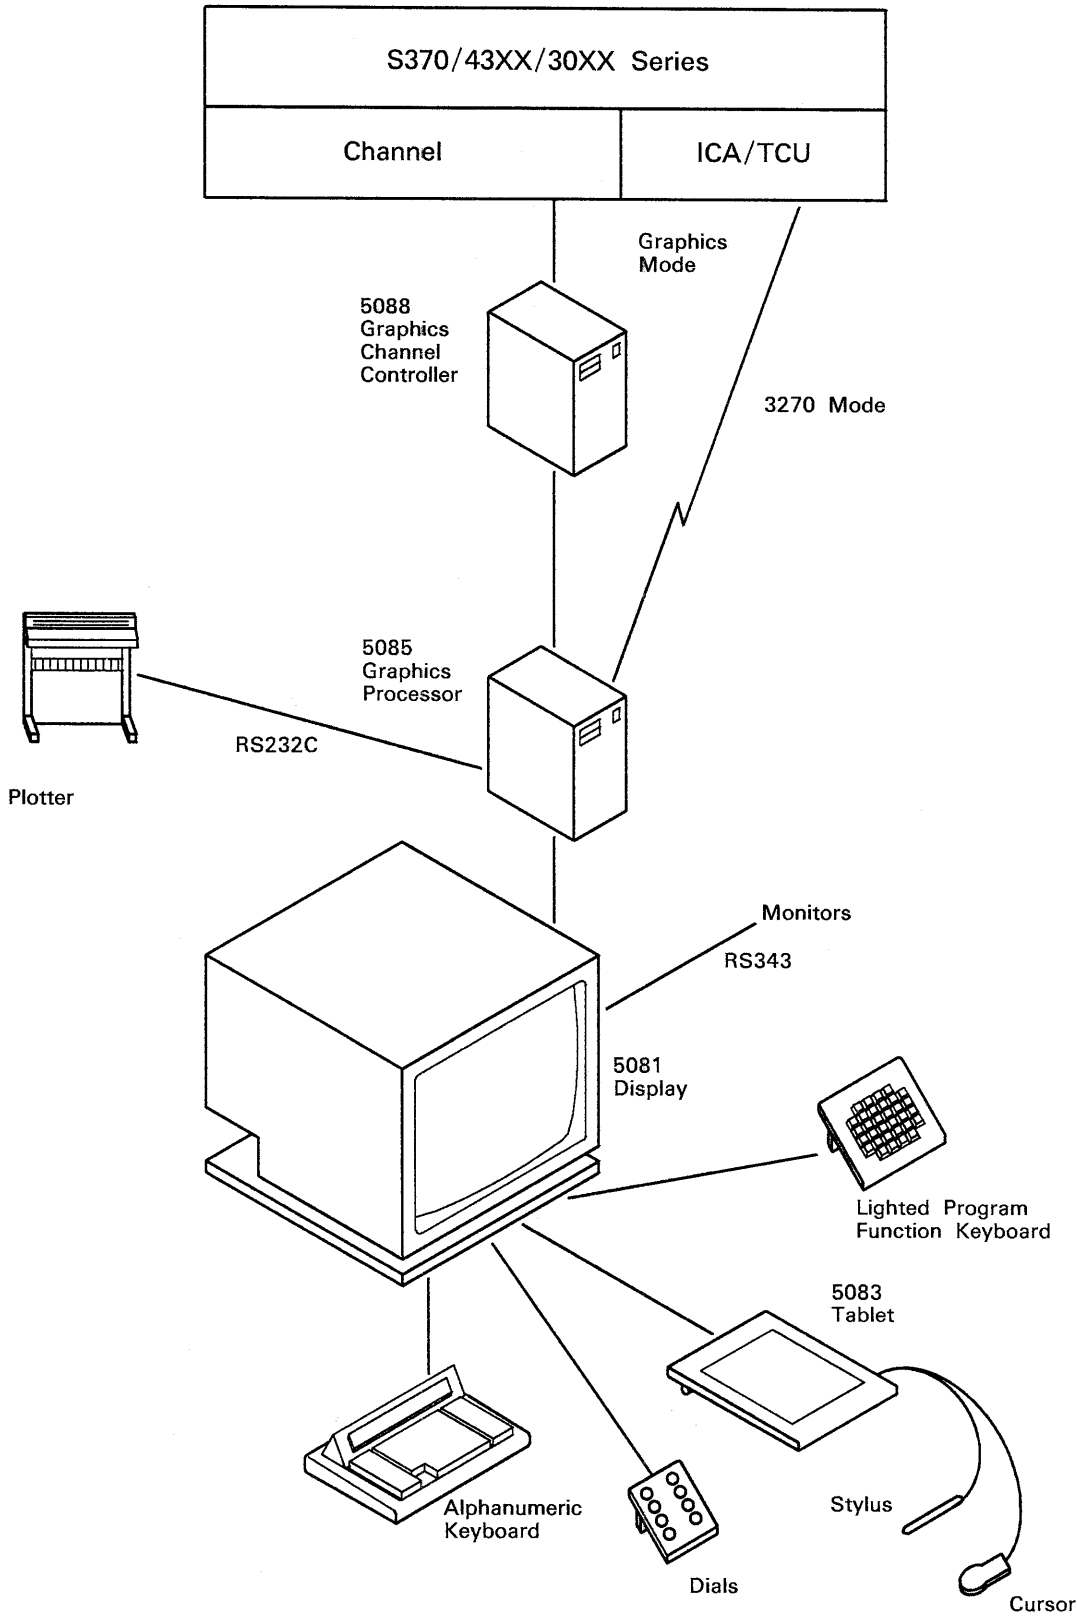 S370/43XX/30XX Series
Channel
ICA/TCU
Graphics
Mode
5088
Graphics
Channel
Controller
3270 Mode
5085
Graphics
Processor
RS232C
Plotter
Monitors
RS343
5081
Display
Lighted Program
Function Keyboard
5083
Tablet
Alphanumeric
Keyboard
Stylus
Dials
Cursor